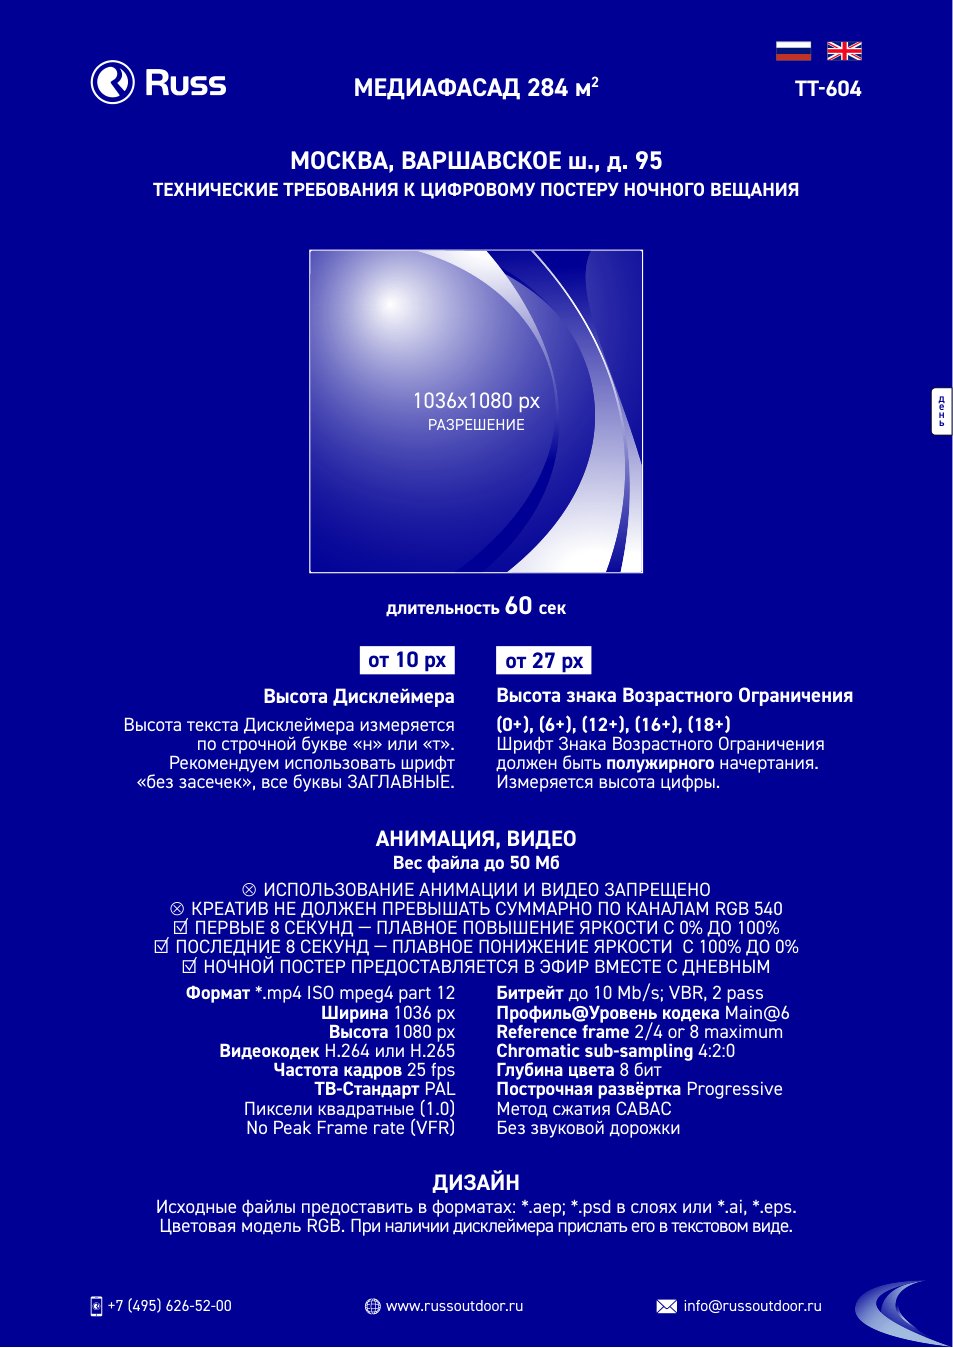 Russ
МЕДИАФАСАД 284 м²
ТТ-604
МОСКВА, ВАРШАВСКОЕ ш., д. 95
ТЕХНИЧЕСКИЕ ТРЕБОВАНИЯ К ЦИФРОВОМУ ПОСТЕРУ НОЧНОГО ВЕЩАНИЯ
1036x1080 px
РАЗРЕШЕНИЕ
день
длительность 60 сек
от 10 px
Высота Дисклеймера
Высота текста Дисклеймера измеряется
по строчной букве «н» или «т».
Рекомендуем использовать шрифт
«без засечек», все буквы ЗАГЛАВНЫЕ.
от 27 px
Высота знака Возрастного Ограничения
(0+), (6+), (12+), (16+), (18+)
Шрифт Знака Возрастного Ограничения
должен быть полужирного начертания.
Измеряется высота цифры.
АНИМАЦИЯ, ВИДЕО
Вес файла до 50 Мб
⊗ ИСПОЛЬЗОВАНИЕ АНИМАЦИИ И ВИДЕО ЗАПРЕЩЕНО
⊗ КРЕАТИВ НЕ ДОЛЖЕН ПРЕВЫШАТЬ СУММАРНО ПО КАНАЛАМ RGB 540
☑ ПЕРВЫЕ 8 СЕКУНД — ПЛАВНОЕ ПОВЫШЕНИЕ ЯРКОСТИ С 0% ДО 100%
☑ ПОСЛЕДНИЕ 8 СЕКУНД — ПЛАВНОЕ ПОНИЖЕНИЕ ЯРКОСТИ С 100% ДО 0%
☑ НОЧНОЙ ПОСТЕР ПРЕДОСТАВЛЯЕТСЯ В ЭФИР ВМЕСТЕ С ДНЕВНЫМ
Формат *.mp4 ISO mpeg4 part 12
Ширина 1036 px
Высота 1080 px
Видеокодек H.264 или H.265
Частота кадров 25 fps
ТВ-Стандарт PAL
Пиксели квадратные (1.0)
No Peak Frame rate (VFR)
Битрейт до 10 Mb/s; VBR, 2 pass
Профиль@Уровень кодека Main@6
Reference frame 2/4 or 8 maximum
Chromatic sub-sampling 4:2:0
Глубина цвета 8 бит
Построчная развёртка Progressive
Метод сжатия CABAC
Без звуковой дорожки
ДИЗАЙН
Исходные файлы предоставить в форматах: *.aep; *.psd в слоях или *.ai, *.eps.
Цветовая модель RGB. При наличии дисклеймера прислать его в текстовом виде.
+7 (495) 626-52-00
www.russoutdoor.ru
info@russoutdoor.ru